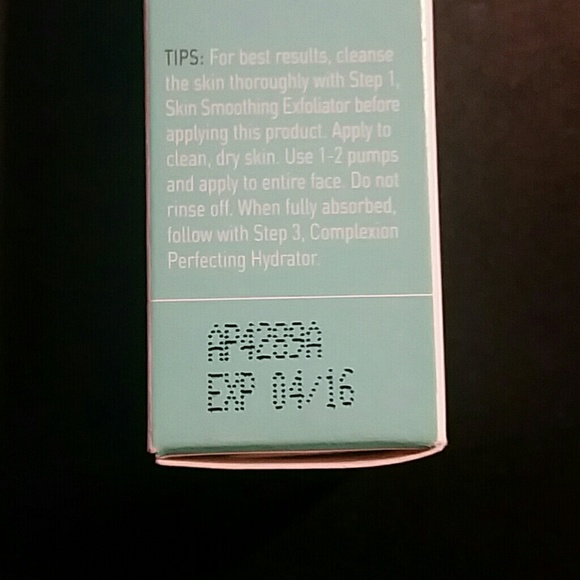 TIPS: For best results, cleanse
the skin thoroughly with Step 1,
Skin Smoothing Exfoliator before
applying this product. Apply to
clean, dry skin. Use 1-2 pumps
and apply to entire face. Do not
rinse off. When fully absorbed,
follow with Step 3, Complexion
Perfecting Hydrator.
AP4289A
EXP 04/16